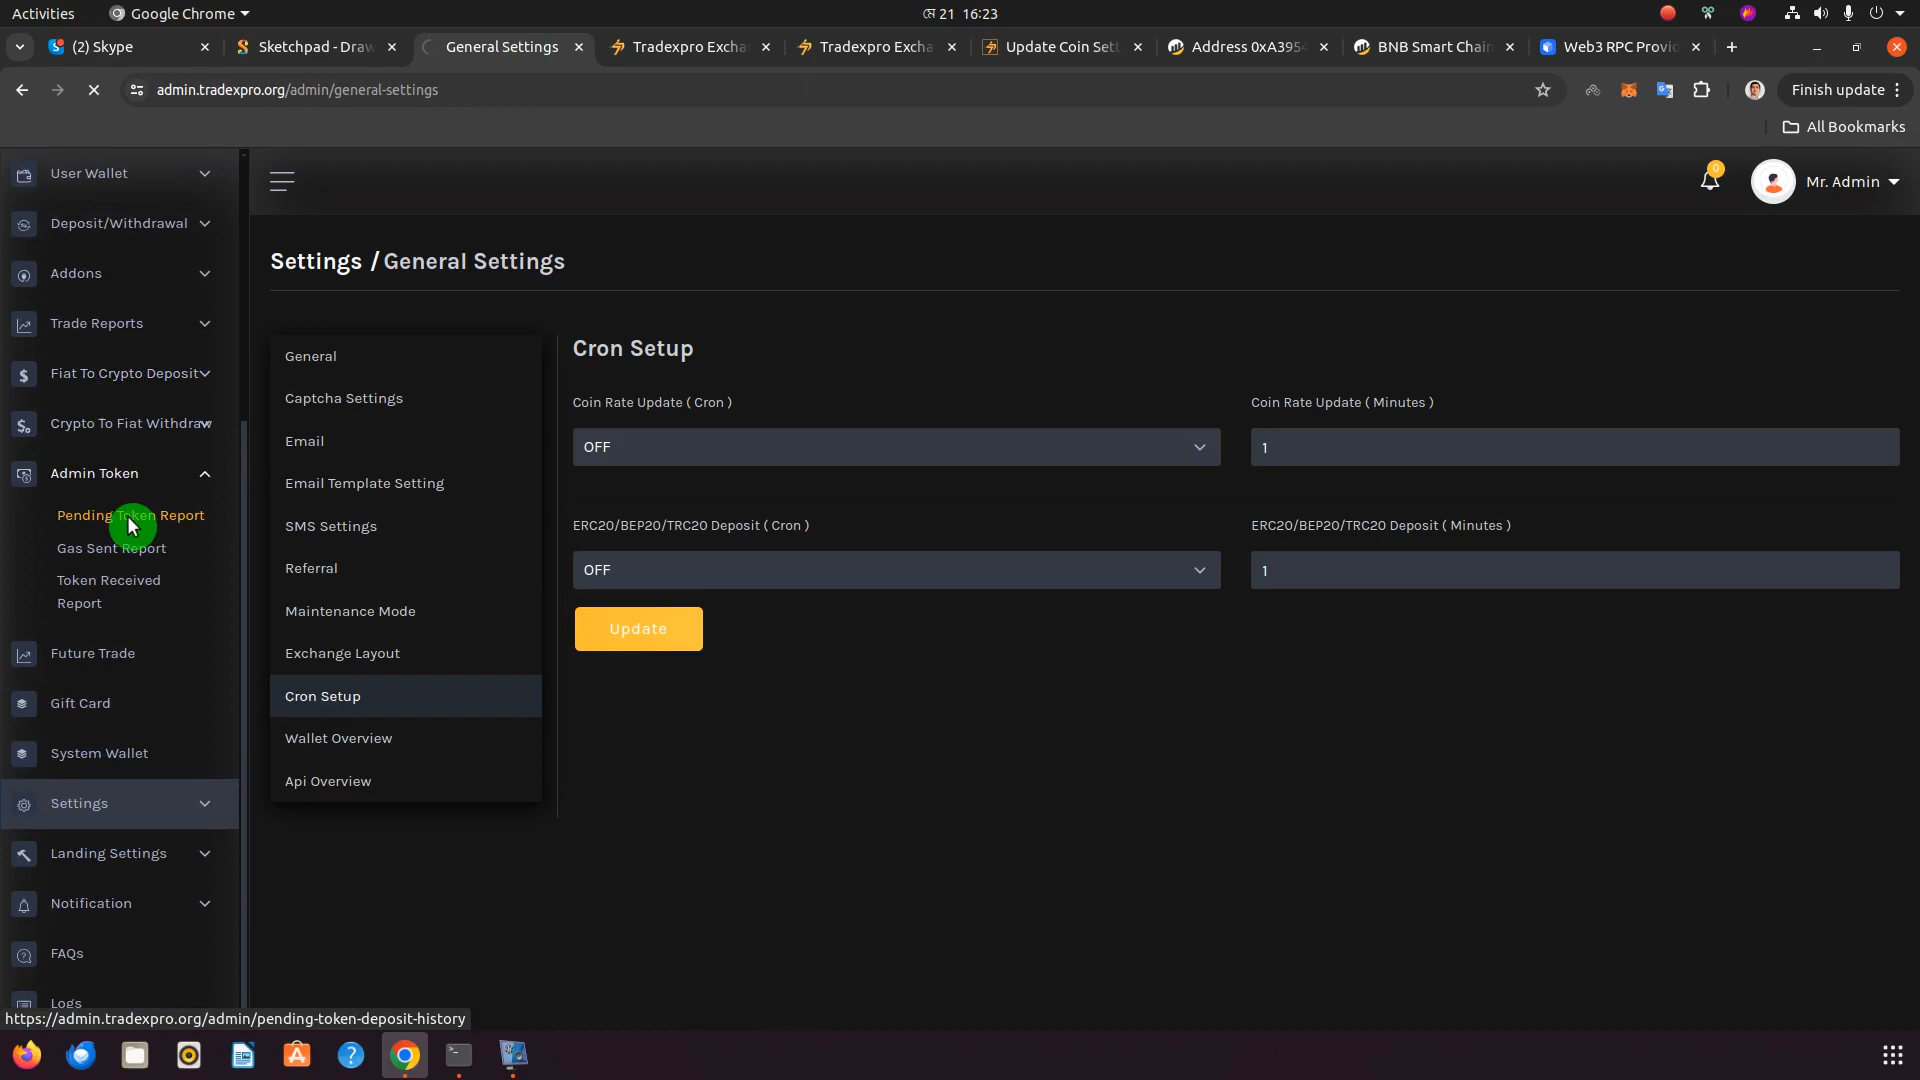 Activities
Google Chrome
মে 21 16:23
(2) Skype
Sketchpad - Draw
General Settings
Tradexpro Excha
Tradexpro Excha
Update Coin Set
Address 0xA395
BNB Smart Chain
Web3 RPC Provi
admin.tradexpro.org/admin/general-settings
Finish update
All Bookmarks
User Wallet
Deposit/Withdrawal
Addons
Trade Reports
Fiat To Crypto Deposit
Crypto To Fiat Withdraw
Admin Token
Pending Token Report
Gas Sent Report
Token Received
Report
Future Trade
Gift Card
System Wallet
Settings
Landing Settings
Notification
FAQs
Logs
0
Mr. Admin
Settings / General Settings
General
Captcha Settings
Email
Email Template Setting
SMS Settings
Referral
Maintenance Mode
Exchange Layout
Cron Setup
Wallet Overview
Api Overview
Cron Setup
Coin Rate Update ( Cron )
OFF
Coin Rate Update ( Minutes )
1
ERC20/BEP20/TRC20 Deposit ( Cron )
OFF
ERC20/BEP20/TRC20 Deposit ( Minutes )
1
Update
https://admin.tradexpro.org/admin/pending-token-deposit-history